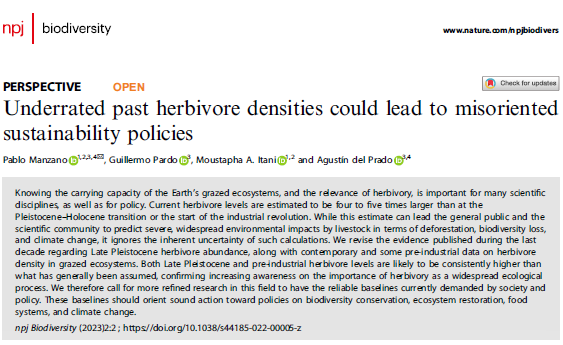 npj | biodiversity
www.nature.com/npjbiodivers
PERSPECTIVE OPEN
Check for updates
Underrated past herbivore densities could lead to misoriented
sustainability policies
Pablo Manzano 1,2,3,4✉, Guillermo Pardo 3, Moustapha A. Itani 1,2 and Agustín del Prado 3,4
Knowing the carrying capacity of the Earth's grazed ecosystems, and the relevance of herbivory, is important for many scientific
disciplines, as well as for policy. Current herbivore levels are estimated to be four to five times larger than at the
Pleistocene–Holocene transition or the start of the industrial revolution. While this estimate can lead the general public and the
scientific community to predict severe, widespread environmental impacts by livestock in terms of deforestation, biodiversity loss,
and climate change, it ignores the inherent uncertainty of such calculations. We revise the evidence published during the last
decade regarding Late Pleistocene herbivore abundance, along with contemporary and some pre-industrial data on herbivore
density in grazed ecosystems. Both Late Pleistocene and pre-industrial herbivore levels are likely to be consistently higher than
what has generally been assumed, confirming increasing awareness on the importance of herbivory as a widespread ecological
process. We therefore call for more refined research in this field to have the reliable baselines currently demanded by society and
policy. These baselines should orient sound action toward policies on biodiversity conservation, ecosystem restoration, food
systems, and climate change.
npj Biodiversity (2023)2:2 ; https://doi.org/10.1038/s44185-022-00005-z